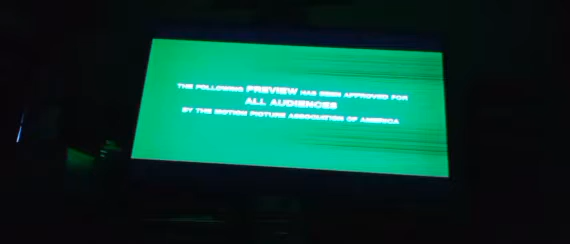 THE FOLLOWING PREVIEW HAS BEEN APPROVED FOR
ALL AUDIENCES
BY THE MOTION PICTURE ASSOCIATION OF AMERICA